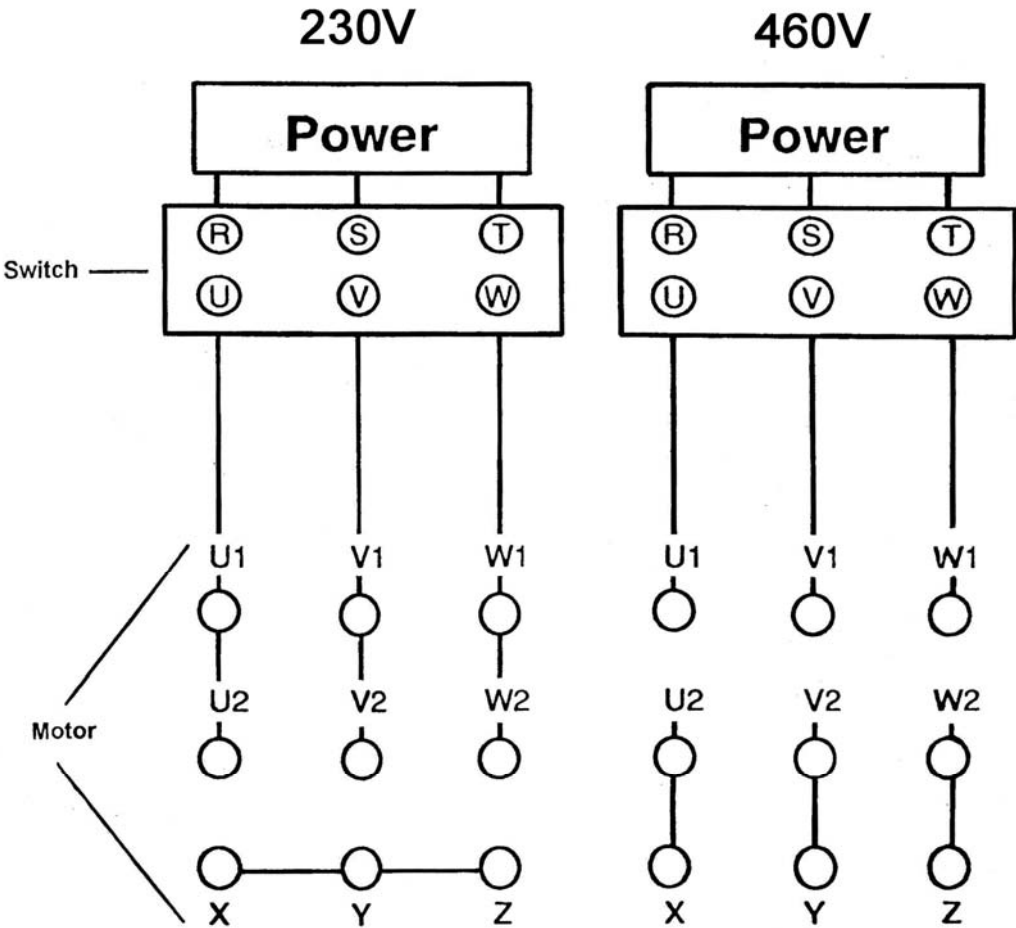 230V 460V
Power Power
R S T R S T
Switch
U V W U V W
U1 V1 W1 U1 V1 W1
U2 V2 W2 U2 V2 W2
Motor
X Y Z X Y Z